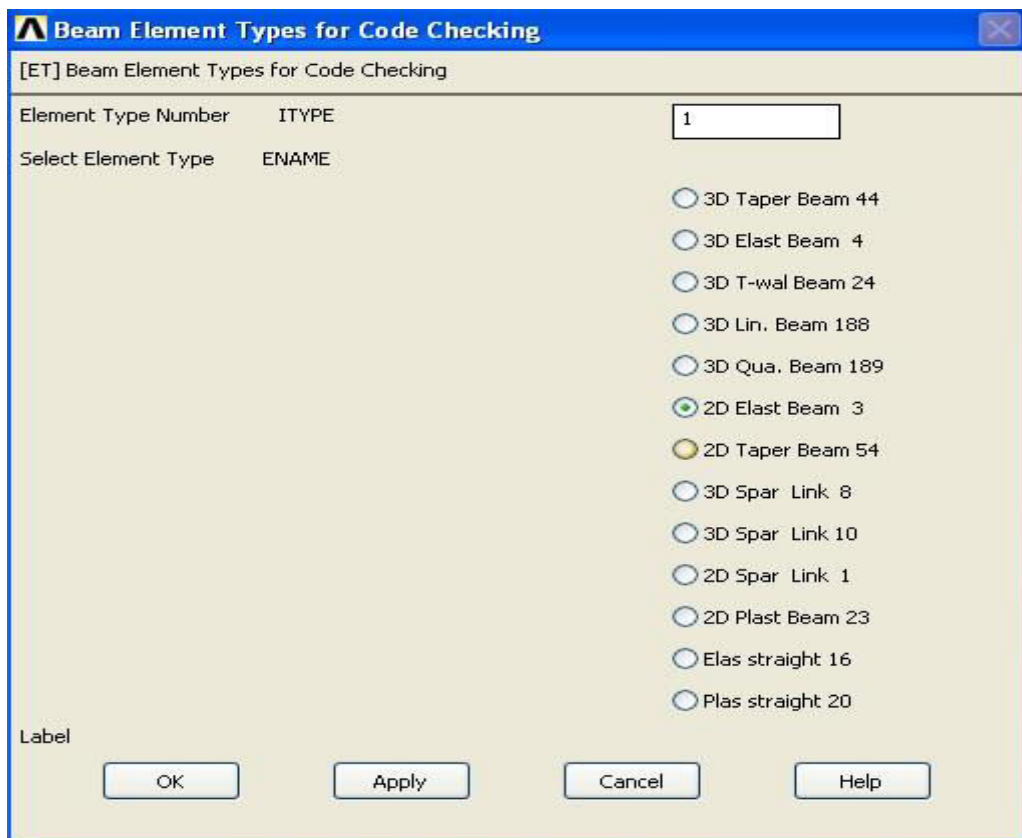 Beam Element Types for Code Checking
[ET] Beam Element Types for Code Checking
Element Type Number ITYPE 1
Select Element Type ENAME
3D Taper Beam 44
3D Elast Beam 4
3D T-wal Beam 24
3D Lin. Beam 188
3D Qua. Beam 189
2D Elast Beam 3
2D Taper Beam 54
3D Spar Link 8
3D Spar Link 10
2D Spar Link 1
2D Plast Beam 23
Elas straight 16
Plas straight 20
Label
OK Apply Cancel Help